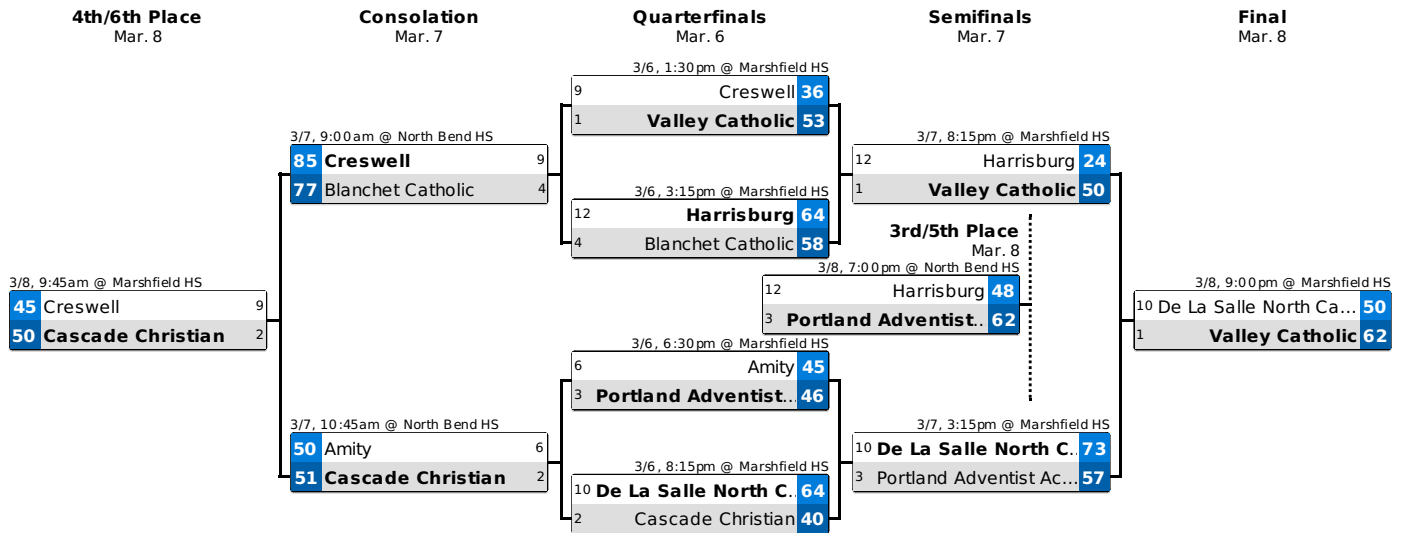 4th/6th Place
Mar. 8
Consolation
Mar. 7
Quarterfinals
Mar. 6
Semifinals
Mar. 7
Final
Mar. 8
3/6, 1:30pm @ Marshfield HS
9 Creswell 36
1 Valley Catholic 53
3/7, 9:00am @ North Bend HS
85 Creswell 9
77 Blanchet Catholic 4
3/7, 8:15pm @ Marshfield HS
12 Harrisburg 24
1 Valley Catholic 50
3/6, 3:15pm @ Marshfield HS
12 Harrisburg 64
4 Blanchet Catholic 58
3rd/5th Place
Mar. 8
3/8, 7:00pm @ North Bend HS
12 Harrisburg 48
3 Portland Adventist.. 62
3/8, 9:45am @ Marshfield HS
45 Creswell 9
50 Cascade Christian 2
3/8, 9:00pm @ Marshfield HS
10 De La Salle North Ca... 50
1 Valley Catholic 62
3/6, 6:30pm @ Marshfield HS
6 Amity 45
3 Portland Adventist... 46
3/7, 10:45am @ North Bend HS
50 Amity 6
51 Cascade Christian 2
3/7, 3:15pm @ Marshfield HS
10 De La Salle North C.. 73
3 Portland Adventist Ac... 57
3/6, 8:15pm @ Marshfield HS
10 De La Salle North C.. 64
2 Cascade Christian 40